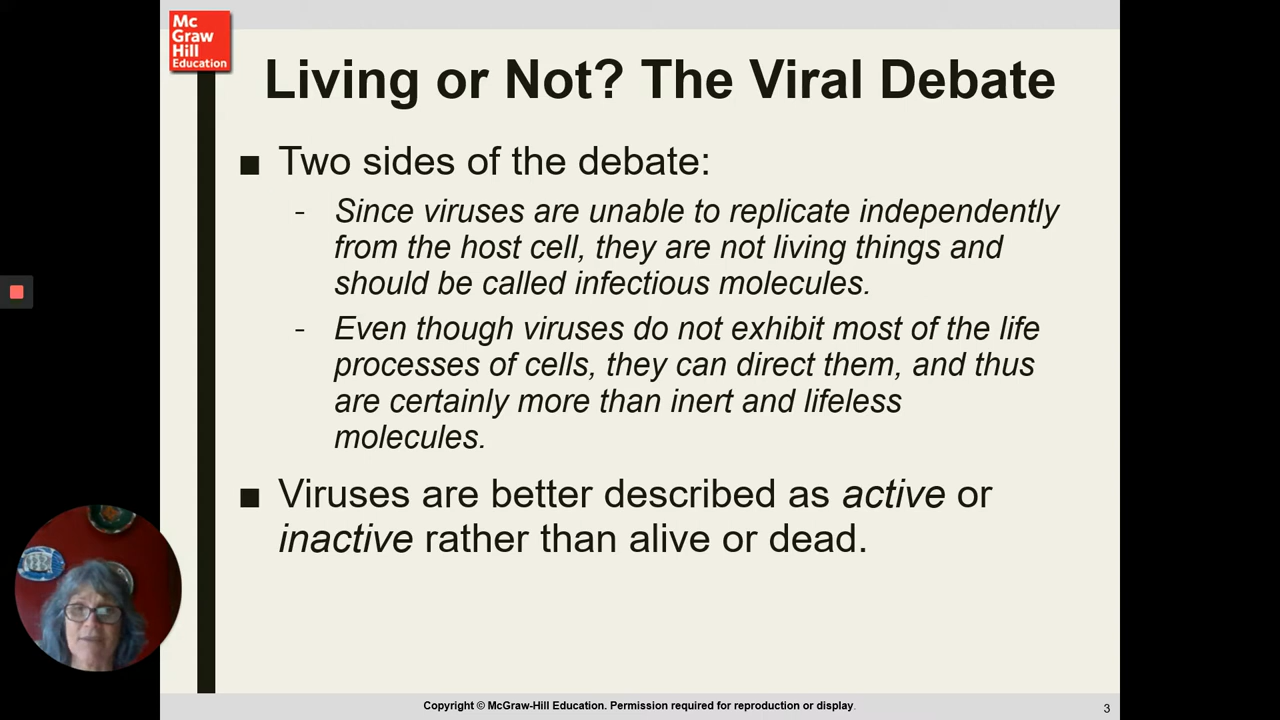 Mc
Graw
Hill
Education
Living or Not? The Viral Debate
■ Two sides of the debate:
- Since viruses are unable to replicate independently
from the host cell, they are not living things and
should be called infectious molecules.
- Even though viruses do not exhibit most of the life
processes of cells, they can direct them, and thus
are certainly more than inert and lifeless
molecules.
■ Viruses are better described as active or
inactive rather than alive or dead.
Copyright © McGraw-Hill Education. Permission required for reproduction or display.
3